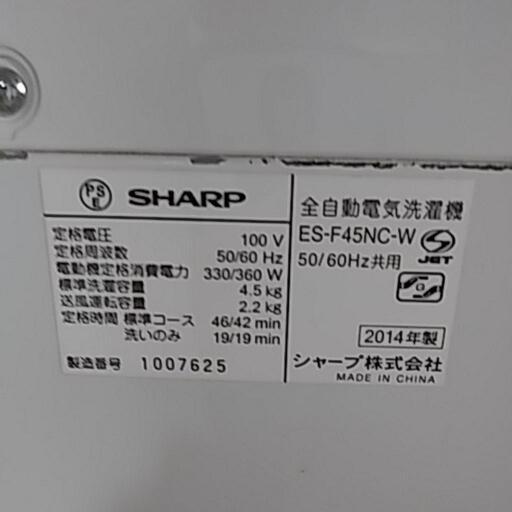 PSE SHARP
定格電圧 100 V
定格周波数 50/60 Hz
電動機定格消費電力 330/360 W
標準洗濯容量 4.5 kg
送風運転容量 2.2 kg
定格時間 標準コース 46/42 min
洗いのみ 19/19 min
製造番号 1007625
全自動電気洗濯機
ES-F45NC-W
50/60Hz共用 JET
2014年製
シャープ株式会社
MADE IN CHINA